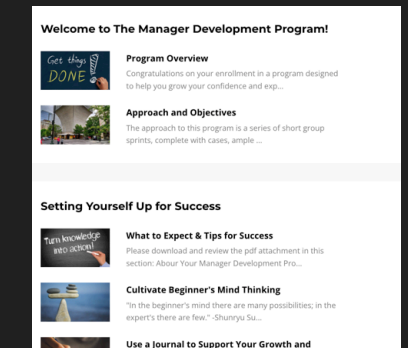 Welcome to The Manager Development Program!
Get things
DONE
Program Overview
Congratulations on your enrollment in a program designed
to help you grow your confidence and exp...
Approach and Objectives
The approach to this program is a series of short group
sprints, complete with cases, ample ...
Setting Yourself Up for Success
Turn knowledge
into action!
What to Expect & Tips for Success
Please download and review the pdf attachment in this
section: Abour Your Manager Development Pro...
Cultivate Beginner's Mind Thinking
"In the beginner's mind there are many possibilities; in the
expert's there are few." -Shunryu Su...
Use a Journal to Support Your Growth and